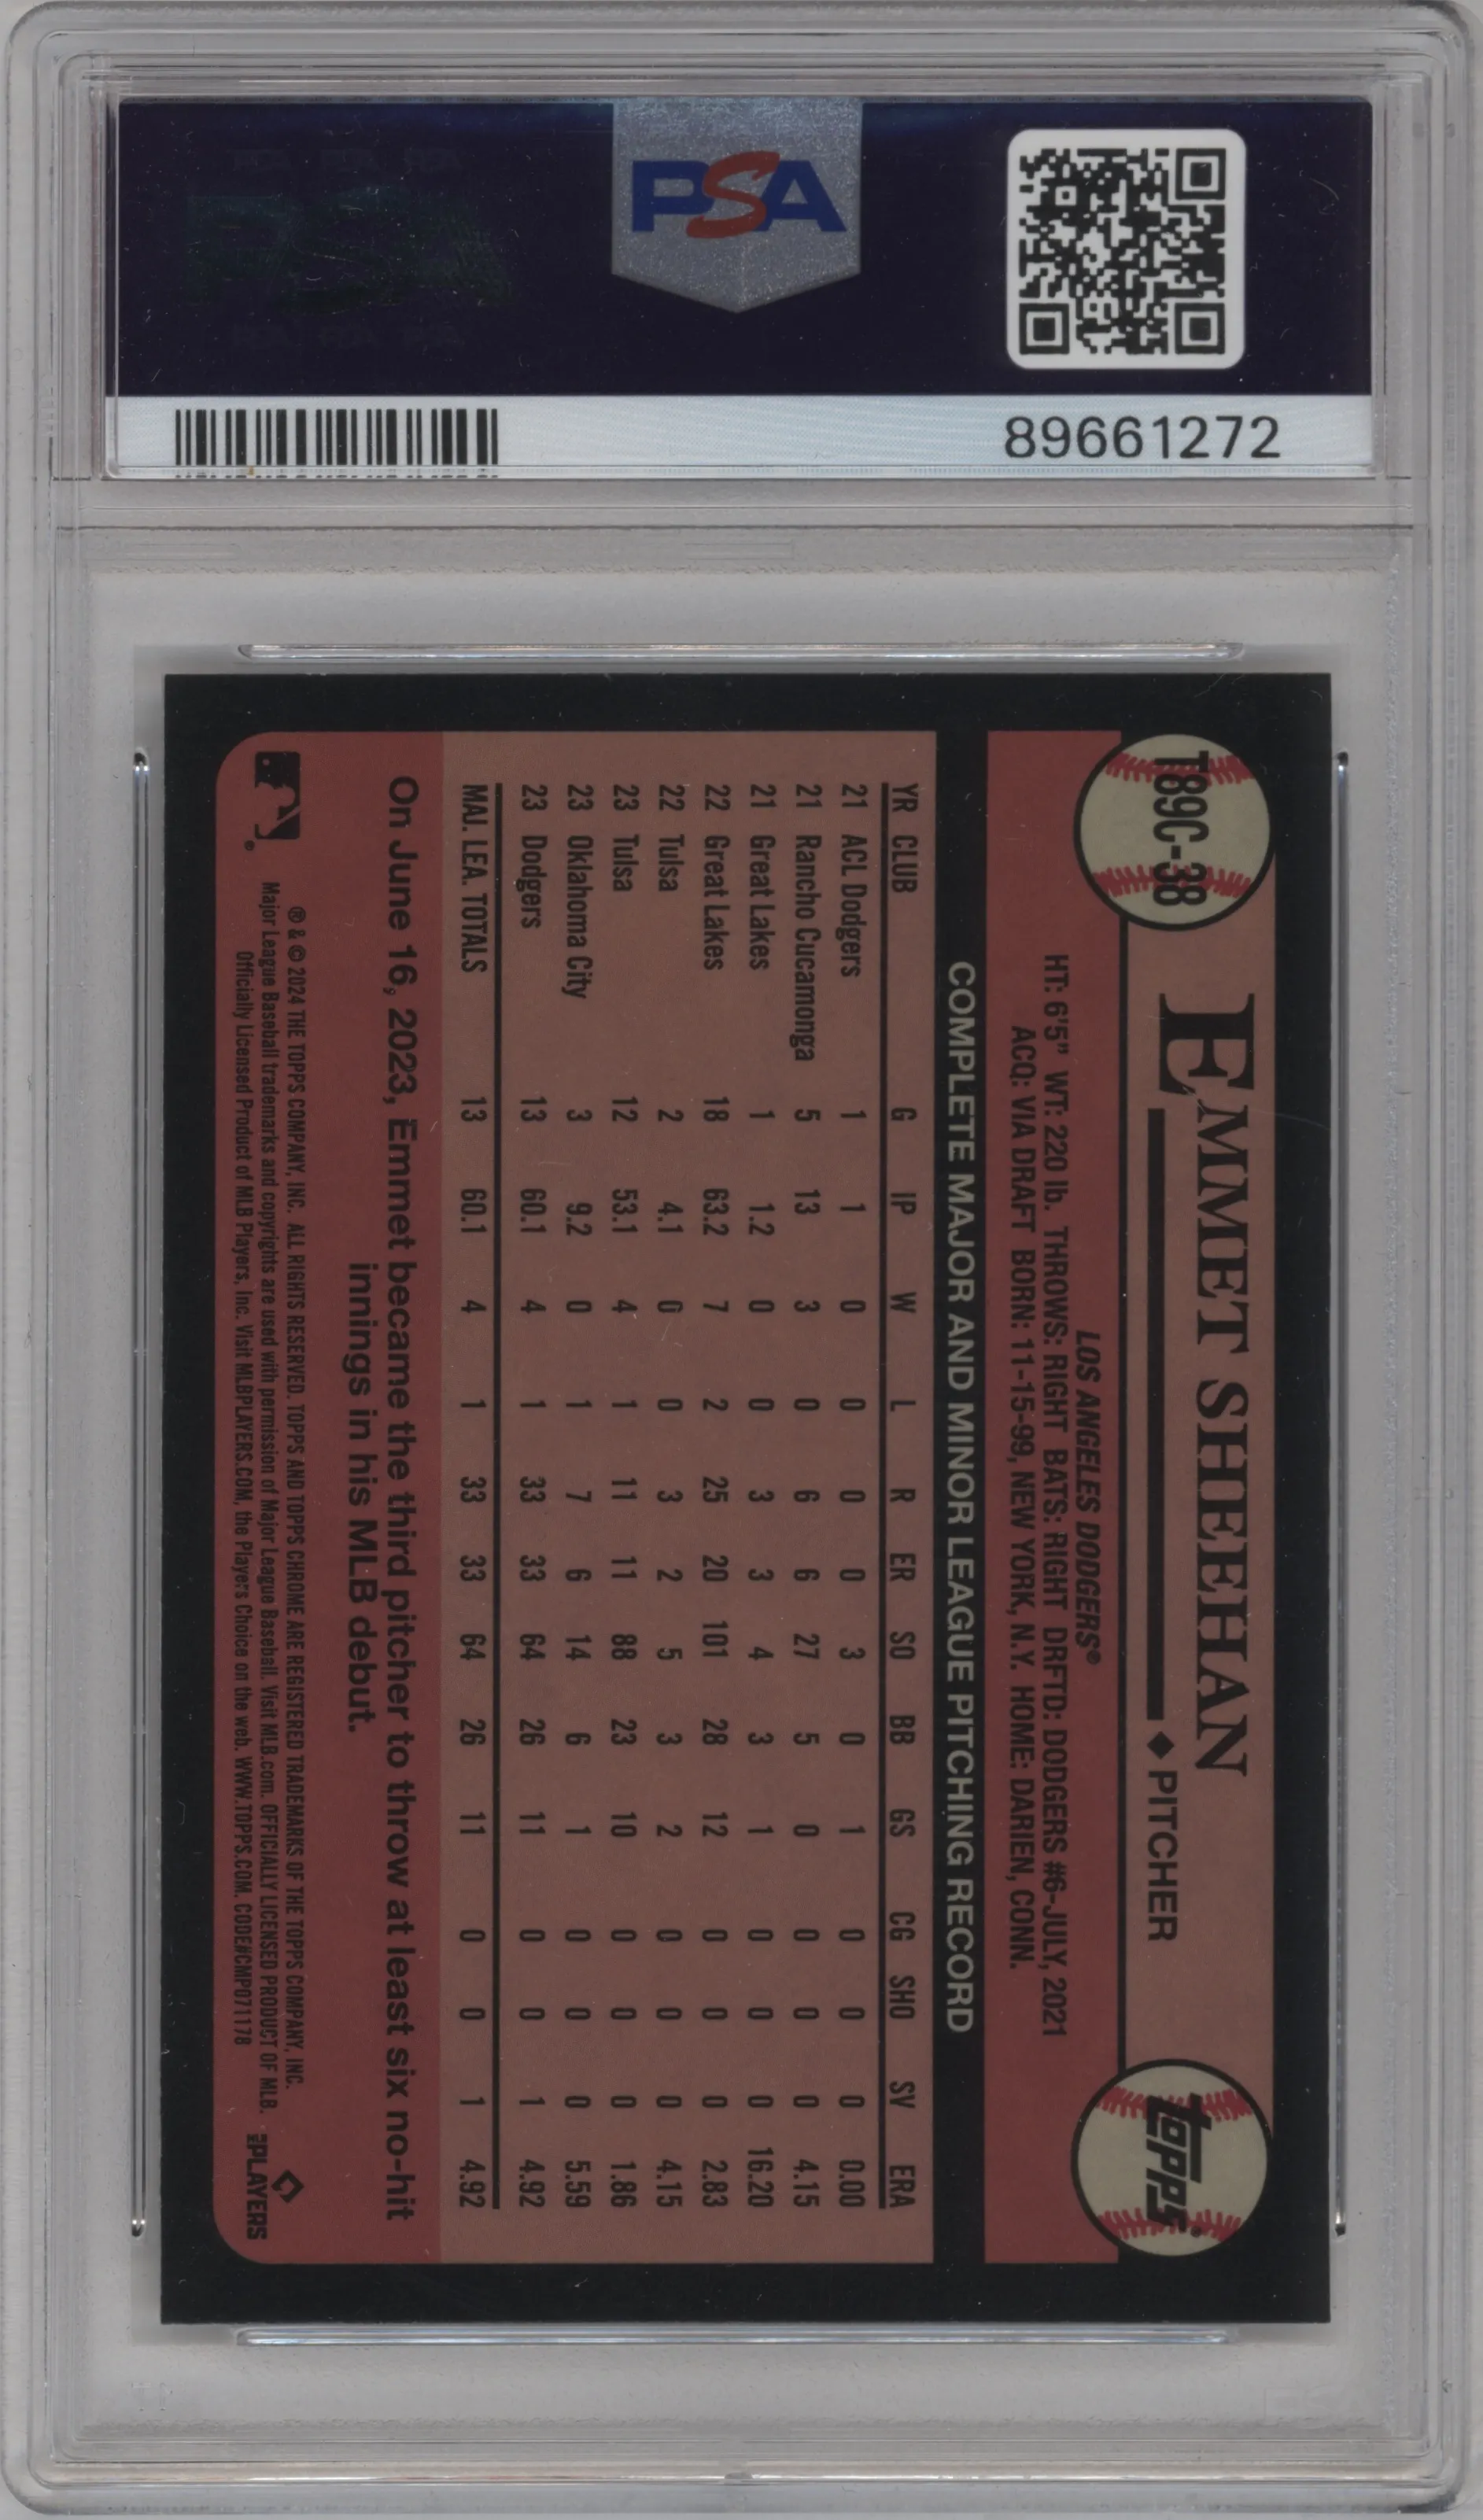 PSA
89661272
T89C-38
EMMET SHEEHAN
PITCHER
topps®
LOS ANGELES DODGERS®
HT: 6'5" WT: 220 lb. THROWS: RIGHT BATS: RIGHT DRFTD: DODGERS #6-JULY, 2021
ACQ: VIA DRAFT BORN: 11-15-99, NEW YORK, N.Y. HOME: DARIEN, CONN.
COMPLETE MAJOR AND MINOR LEAGUE PITCHING RECORD
YR CLUB G IP W L R ER SO BB GS CG SHO SV ERA
21 ACL Dodgers 1 1 0 0 0 0 3 0 1 0 0 0 0.00
21 Rancho Cucamonga 5 13 3 0 6 6 27 5 0 0 0 0 4.15
21 Great Lakes 1 1.2 0 0 3 3 4 3 1 0 0 0 16.20
22 Great Lakes 18 63.2 7 2 25 20 101 28 12 0 0 0 2.83
22 Tulsa 2 4.1 0 0 3 2 5 3 2 0 0 0 4.15
23 Tulsa 12 53.1 4 1 11 11 88 23 10 0 0 0 1.86
23 Oklahoma City 3 9.2 0 1 7 6 14 6 1 0 0 0 5.59
23 Dodgers 13 60.1 4 1 33 33 64 26 11 0 0 1 4.92
MAJ. LEA. TOTALS 13 60.1 4 1 33 33 64 26 11 0 0 1 4.92
On June 16, 2023, Emmet became the third pitcher to throw at least six no-hit
innings in his MLB debut.
® & © 2024 THE TOPPS COMPANY, INC. ALL RIGHTS RESERVED. TOPPS AND TOPPS CHROME ARE REGISTERED TRADEMARKS OF THE TOPPS COMPANY, INC.
Major League Baseball trademarks and copyrights are used with permission of Major League Baseball. Visit MLB.com. OFFICIALLY LICENSED PRODUCT OF MLB.
Officially Licensed Product of MLB Players, Inc. Visit MLBPLAYERS.COM, the Players Choice on the web. WWW.TOPPS.COM. CODE#CMP071178
MLB PLAYERS